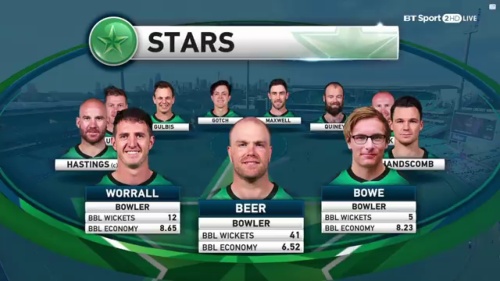 BT Sport 2HD LIVE
STARS
GULBIS
GOTCH
MAXWELL
QUINEY
HASTINGS (c)
ANDSCOMB
WORRALL
BOWLER
BBL WICKETS 12
BBL ECONOMY 8.65
BEER
BOWLER
BBL WICKETS 41
BBL ECONOMY 6.52
BOWE
BOWLER
BBL WICKETS 5
BBL ECONOMY 8.23